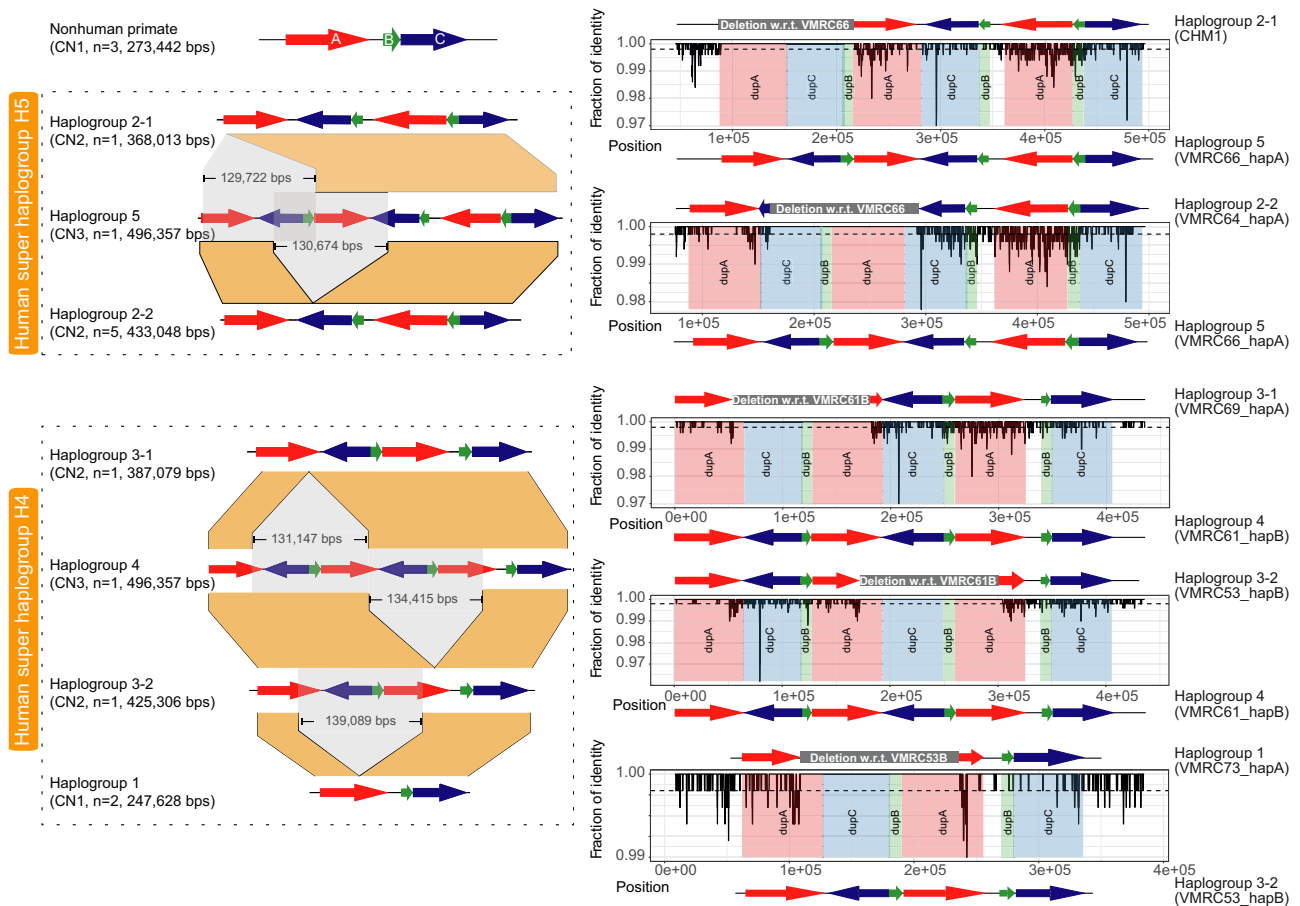 Nonhuman primate
(CN1, n=3, 273,442 bps)
A
B
C
Human super haplogroup H5
Haplogroup 2-1
(CN2, n=1, 368,013 bps)
129,722 bps
Haplogroup 5
(CN3, n=1, 496,357 bps)
130,674 bps
Haplogroup 2-2
(CN2, n=5, 433,048 bps)
Human super haplogroup H4
Haplogroup 3-1
(CN2, n=1, 387,079 bps)
131,147 bps
Haplogroup 4
(CN3, n=1, 496,357 bps)
134,415 bps
Haplogroup 3-2
(CN2, n=1, 425,306 bps)
139,089 bps
Haplogroup 1
(CN1, n=2, 247,628 bps)
Deletion w.r.t. VMRC66
Haplogroup 2-1
(CHM1)
Fraction of identity
1.00
0.99
0.98
0.97
dupA
dupC
dupB
dupA
dupC
dupB
dupA
dupB
dupC
Position
1e+05
2e+05
3e+05
4e+05
5e+05
Haplogroup 5
(VMRC66_hapA)
Deletion w.r.t. VMRC66
Haplogroup 2-2
(VMRC64_hapA)
Fraction of identity
1.00
0.99
0.98
dupA
dupC
dupB
dupA
dupC
dupB
dupA
dupB
dupC
Position
1e+05
2e+05
3e+05
4e+05
5e+05
Haplogroup 5
(VMRC66_hapA)
Deletion w.r.t. VMRC61B
Haplogroup 3-1
(VMRC69_hapA)
Fraction of identity
1.00
0.99
0.98
0.97
dupA
dupC
dupB
dupA
dupC
dupB
dupA
dupB
dupC
Position
0e+00
1e+05
2e+05
3e+05
4e+05
Haplogroup 4
(VMRC61_hapB)
Deletion w.r.t. VMRC61B
Haplogroup 3-2
(VMRC53_hapB)
Fraction of identity
1.00
0.99
0.98
0.97
dupA
dupC
dupB
dupA
dupC
dupB
dupA
dupB
dupC
Position
0e+00
1e+05
2e+05
3e+05
4e+05
Haplogroup 4
(VMRC61_hapB)
Deletion w.r.t. VMRC53B
Haplogroup 1
(VMRC73_hapA)
Fraction of identity
1.00
0.99
dupA
dupC
dupB
dupA
dupB
dupC
Position
0e+00
1e+05
2e+05
3e+05
4e+05
Haplogroup 3-2
(VMRC53_hapB)